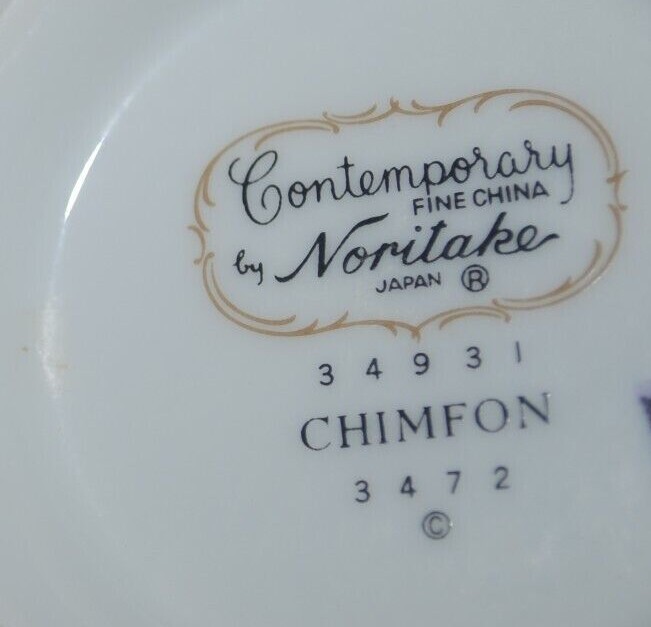 Contemporary
FINE CHINA
by Noritake
JAPAN ®
34931
CHIMFON
3472
©